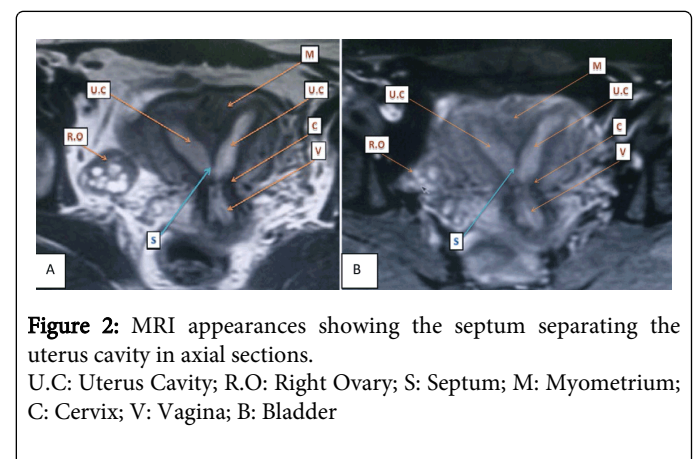 M
U.C
U.C
R.O
C
V
S
A
M
U.C
U.C
R.O
C
V
S
B
Figure 2: MRI appearances showing the septum separating the
uterus cavity in axial sections.
U.C: Uterus Cavity; R.O: Right Ovary; S: Septum; M: Myometrium;
C: Cervix; V: Vagina; B: Bladder